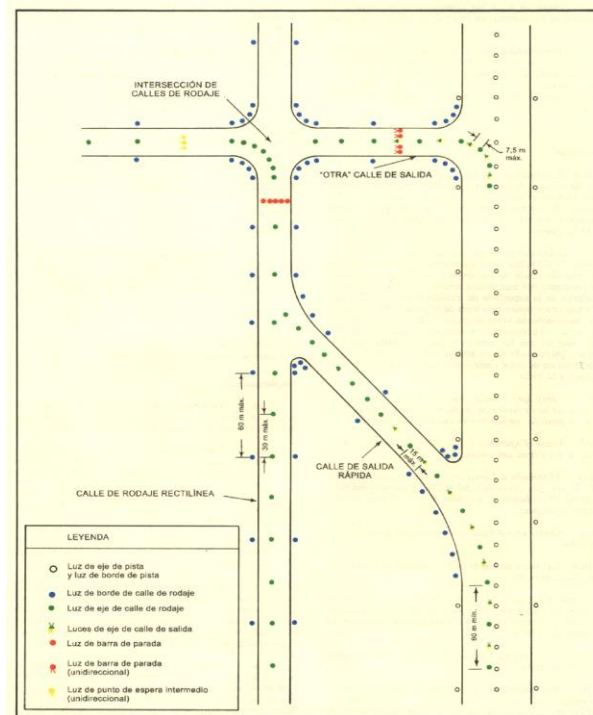 INTERSECCIÓN DE
CALLES DE RODAJE
7,5 m
máx.
"OTRA" CALLE DE SALIDA
60 m máx.
30 m máx.
15 m
máx.
CALLE DE SALIDA
RÁPIDA
CALLE DE RODAJE RECTILÍNEA
60 m mín.
LEYENDA
Luz de eje de pista
y luz de borde de pista
Luz de borde de calle de rodaje
Luz de eje de calle de rodaje
Luces de eje de calle de salida
Luz de barra de parada
Luz de barra de parada
(unidireccional)
Luz de punto de espera intermedio
(unidireccional)